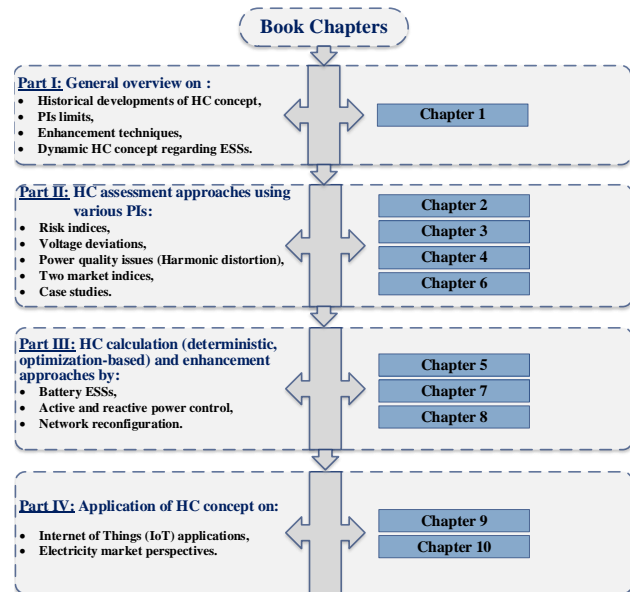 Book Chapters
Part I: General overview on :
• Historical developments of HC concept,
• PIs limits,
• Enhancement techniques,
• Dynamic HC concept regarding ESSs.
Chapter 1
Part II: HC assessment approaches using
various PIs:
• Risk indices,
• Voltage deviations,
• Power quality issues (Harmonic distortion),
• Two market indices,
• Case studies.
Chapter 2
Chapter 3
Chapter 4
Chapter 6
Part III: HC calculation (deterministic,
optimization-based) and enhancement
approaches by:
• Battery ESSs,
• Active and reactive power control,
• Network reconfiguration.
Chapter 5
Chapter 7
Chapter 8
Part IV: Application of HC concept on:
• Internet of Things (IoT) applications,
• Electricity market perspectives.
Chapter 9
Chapter 10